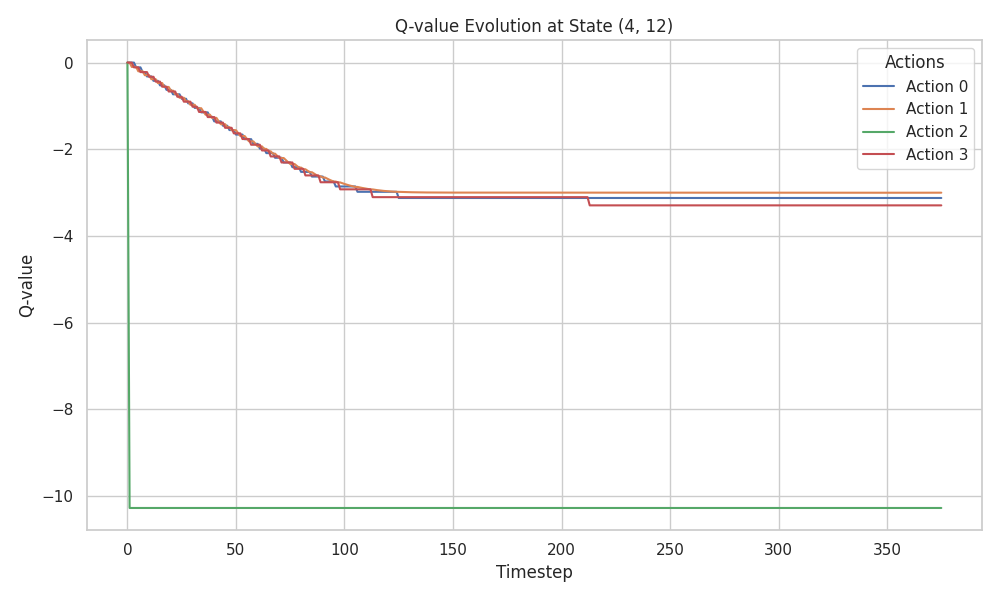 Q-value Evolution at State (4, 12)
Actions
Action 0
Action 1
Action 2
Action 3
Q-value
0
−2
−4
−6
−8
−10
0 50 100 150 200 250 300 350
Timestep